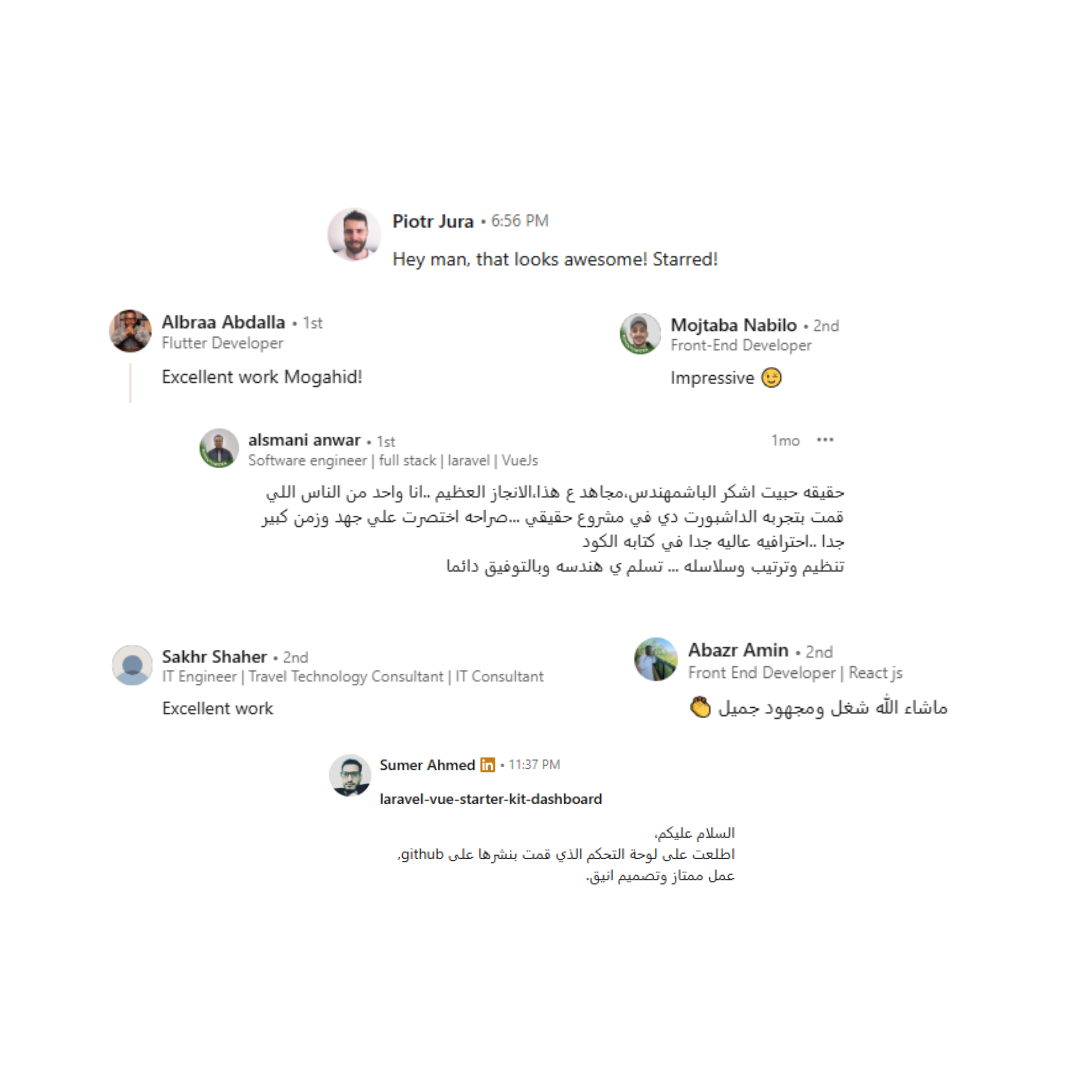 Piotr Jura • 6:56 PM
Hey man, that looks awesome! Starred!
Albraa Abdalla • 1st
Flutter Developer
Excellent work Mogahid!
Mojtaba Nabilo • 2nd
Front-End Developer
Impressive 😉
alsmani anwar • 1st
1mo •••
Software engineer | full stack | laravel | VueJs
حقيقه حبيت اشكر الباشمهندس،مجاهد ع هذا،الانجاز العظيم ..انا واحد من الناس اللي
قمت بتجربه الداشبورت دي في مشروع حقيقي ...صراحه اختصرت علي جهد وزمن كبير
جدا ..احترافيه عاليه جدا في كتابه الكود
تنظيم وترتيب وسلاسله ... تسلم ي هندسه وبالتوفيق دائما
Sakhr Shaher • 2nd
IT Engineer | Travel Technology Consultant | IT Consultant
Excellent work
Abazr Amin • 2nd
Front End Developer | React js
ماشاء الله شغل ومجهود جميل 👏
Sumer Ahmed in • 11:37 PM
laravel-vue-starter-kit-dashboard
السلام عليكم،
اطلعت على لوحة التحكم الذي قمت بنشرها على github,
عمل ممتاز وتصميم انيق.